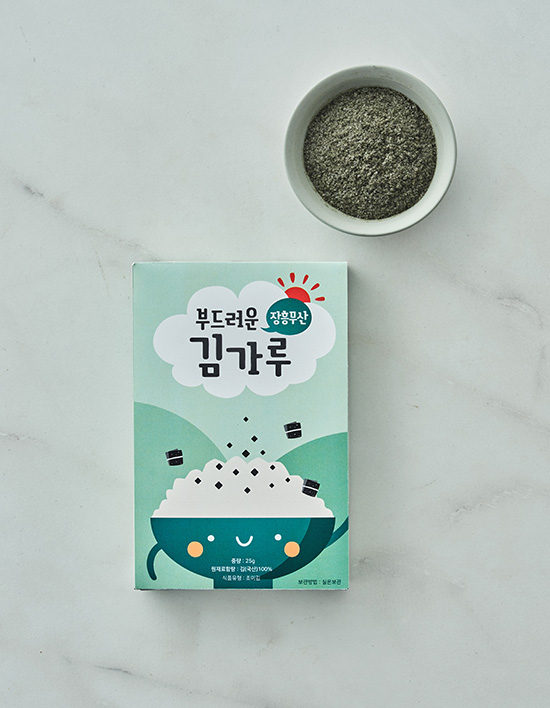 부드러운
장흥무산
김가루
중량 : 25g
원재료함량 : 김(국산)100%
식품유형 : 조미김
보관방법 : 실온보관